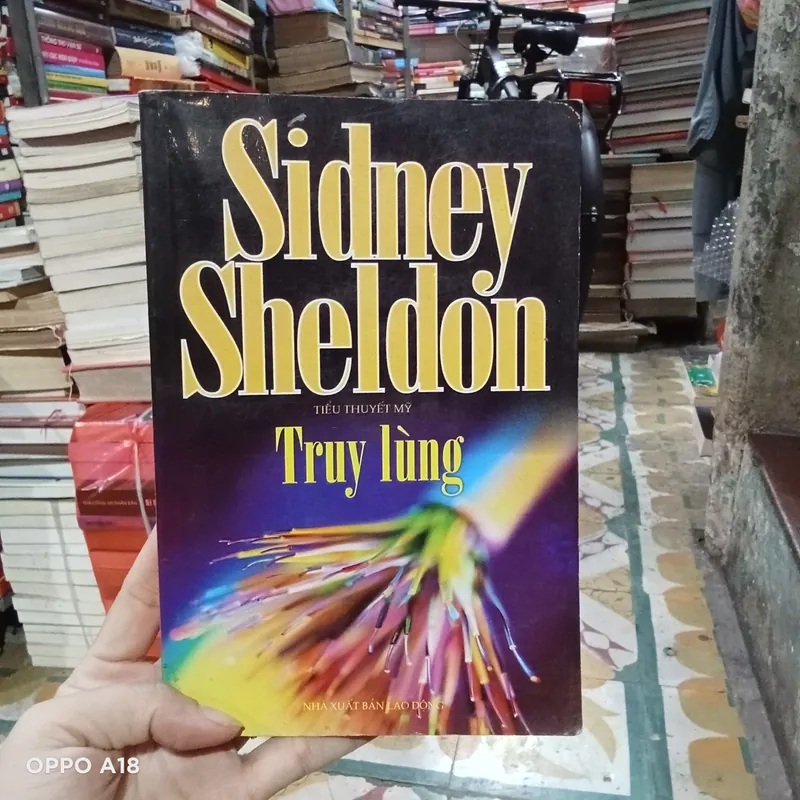 Sidney
Sheldon
TIỂU THUYẾT MỸ
Truy lùng
NHÀ XUẤT BẢN LAO ĐỘNG
OPPO A18